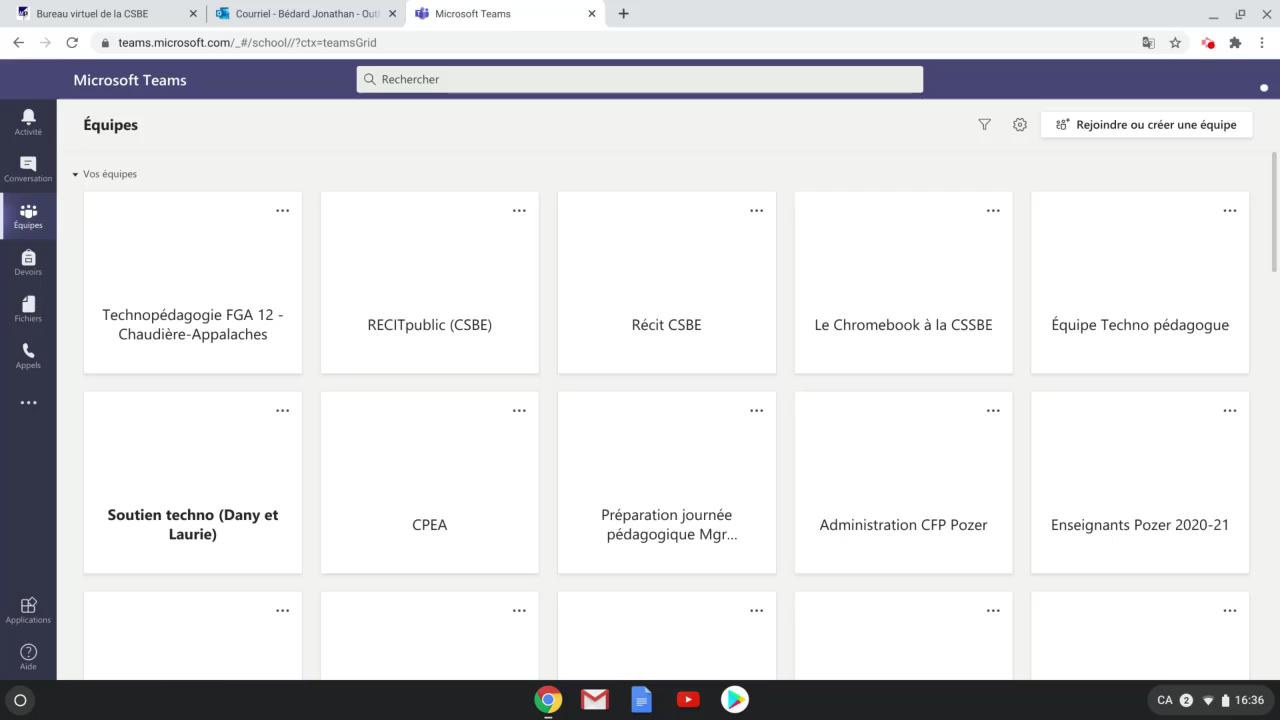 Bureau virtuel de la CSBE
Courriel - Bédard Jonathan - Outl
Microsoft Teams
teams.microsoft.com/_#/school//?ctx=teamsGrid
Microsoft Teams
Rechercher
Activité
Conversation
Équipes
Devoirs
Fichiers
Appels
Applications
Aide
Équipes
Rejoindre ou créer une équipe
Vos équipes
Technopédagogie FGA 12 -
Chaudière-Appalaches
RECITpublic (CSBE)
Récit CSBE
Le Chromebook à la CSSBE
Équipe Techno pédagogue
Soutien techno (Dany et
Laurie)
CPEA
Préparation journée
pédagogique Mgr...
Administration CFP Pozer
Enseignants Pozer 2020-21
CA 2 16:36